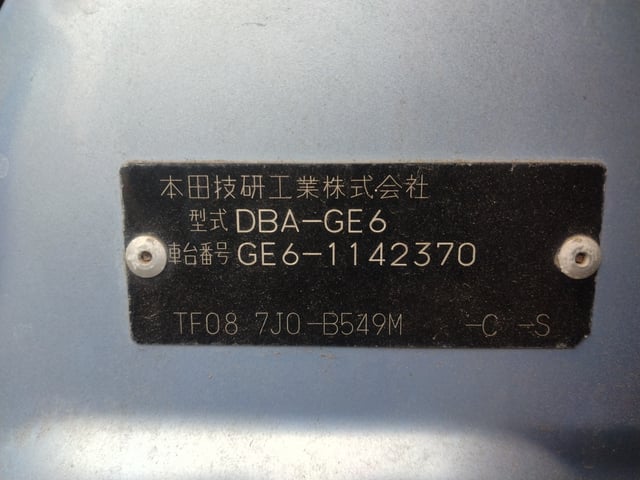 本田技研工業株式会社
型式 DBA-GE6
車台番号 GE6-1142370
TF08 7J0-B549M -C -S